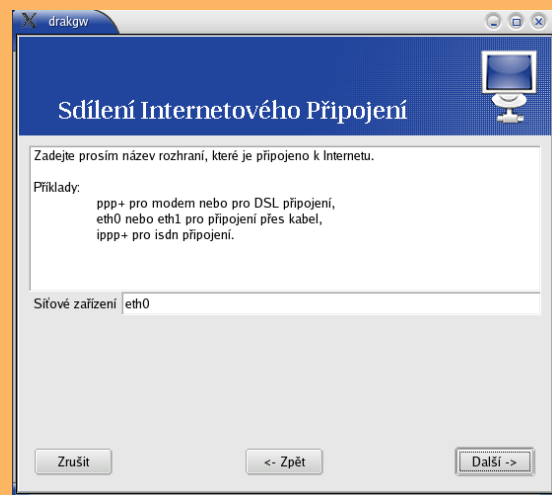 drakgw
Sdílení Internetového Připojení
Zadejte prosím název rozhraní, které je připojeno k Internetu.
Příklady:
ppp+ pro modem nebo pro DSL připojení,
eth0 nebo eth1 pro připojení přes kabel,
ippp+ pro isdn připojení.
Síťové zařízení eth0
Zrušit <- Zpět Další ->